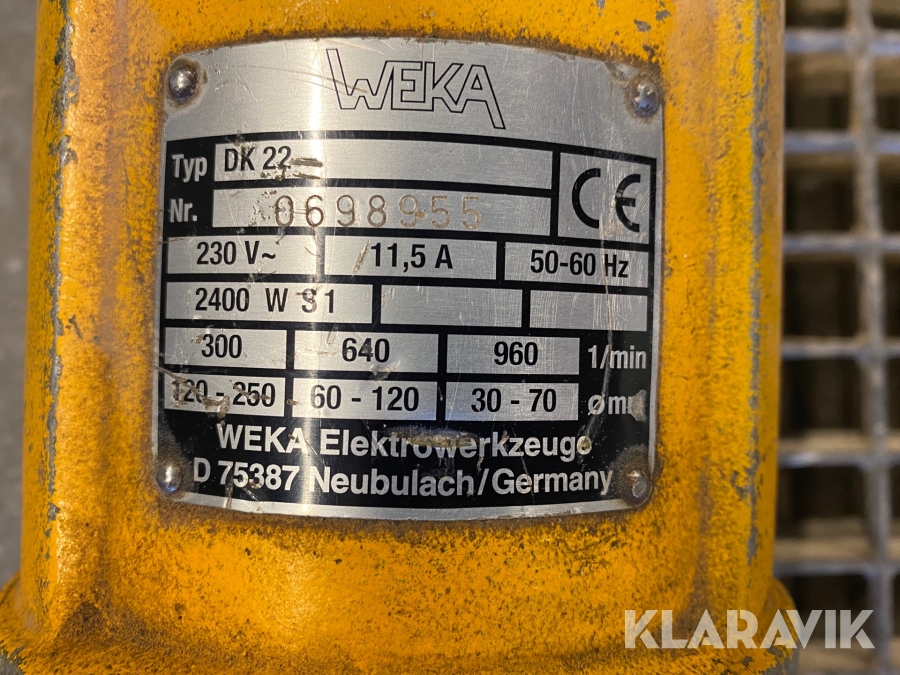 WEKA
Typ DK 22
Nr. 0698955
CE
230 V~ 11,5 A 50-60 Hz
2400 W S1
300 640 960 1/min
120 - 250 60 - 120 30 - 70 ømm
WEKA Elektrowerkzeuge
D 75387 Neubulach/Germany
KLARAVIK